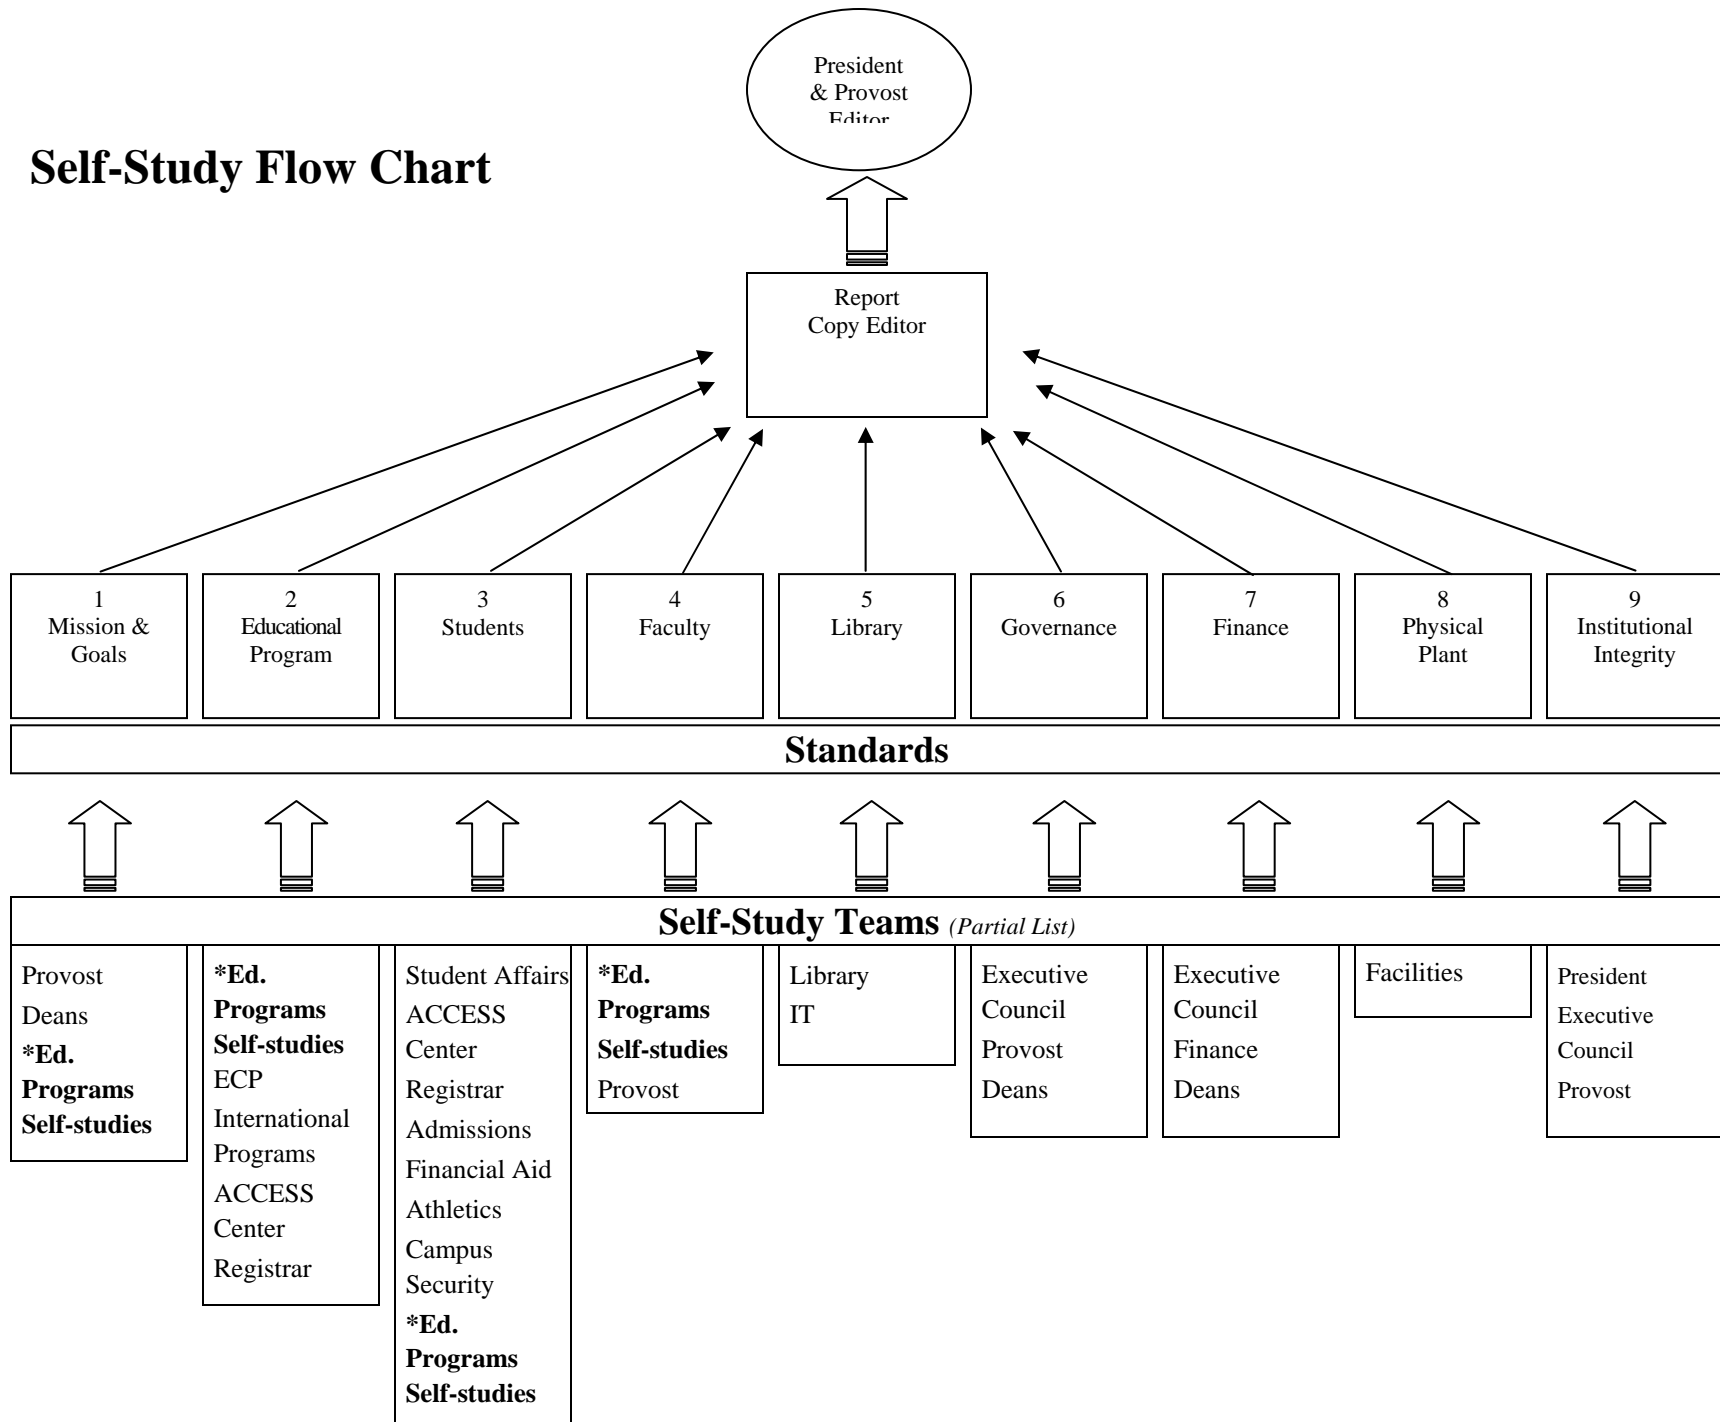 President
& Provost
Editor
Self-Study Flow Chart
Report
Copy Editor
1
Mission &
Goals
2
Educational
Program
3
Students
4
Faculty
5
Library
6
Governance
7
Finance
8
Physical
Plant
9
Institutional
Integrity
Standards
Self-Study Teams (Partial List)
Provost
Deans
*Ed.
Programs
Self-studies
*Ed.
Programs
Self-studies
ECP
International
Programs
ACCESS
Center
Registrar
Student Affairs
ACCESS
Center
Registrar
Admissions
Financial Aid
Athletics
Campus
Security
*Ed.
Programs
Self-studies
*Ed.
Programs
Self-studies
Provost
Library
IT
Executive
Council
Provost
Deans
Executive
Council
Finance
Deans
Facilities
President
Executive
Council
Provost